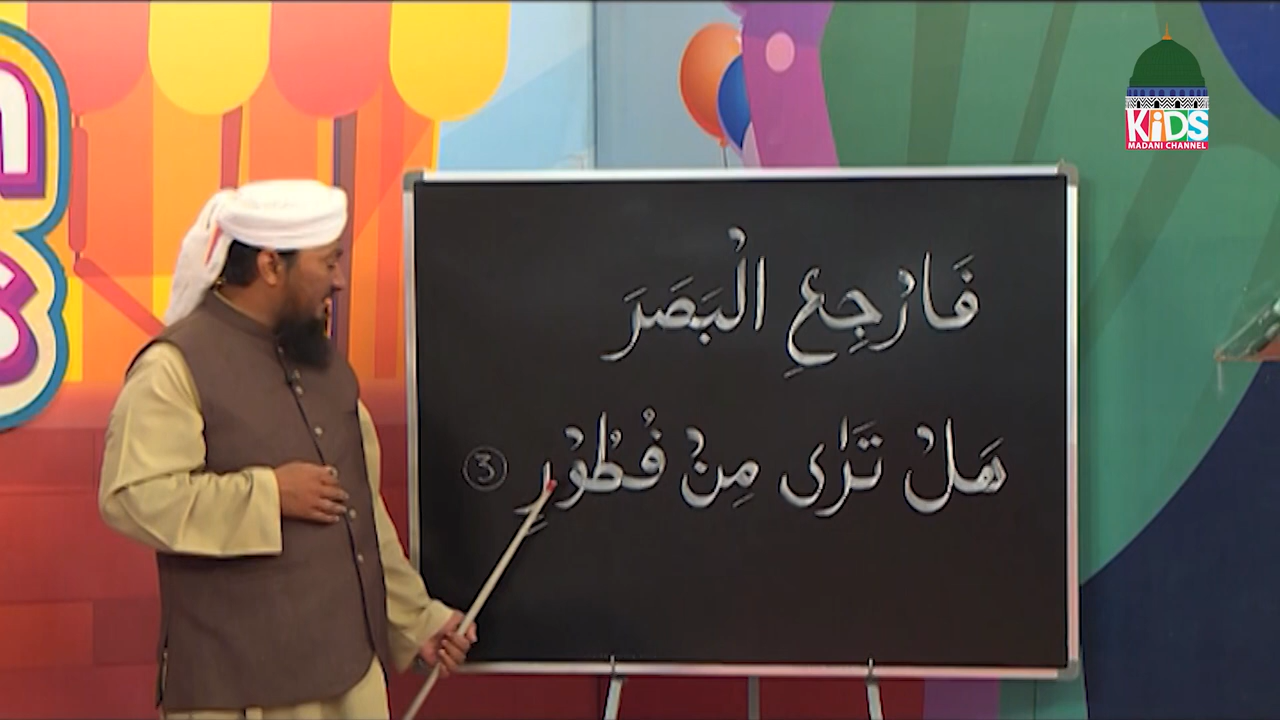 KiDS
MADANI CHANNEL
فَارْجِعِ الْبَصَرَ
هَلْ تَرٰى مِنْ فُطُوْرٍ 3